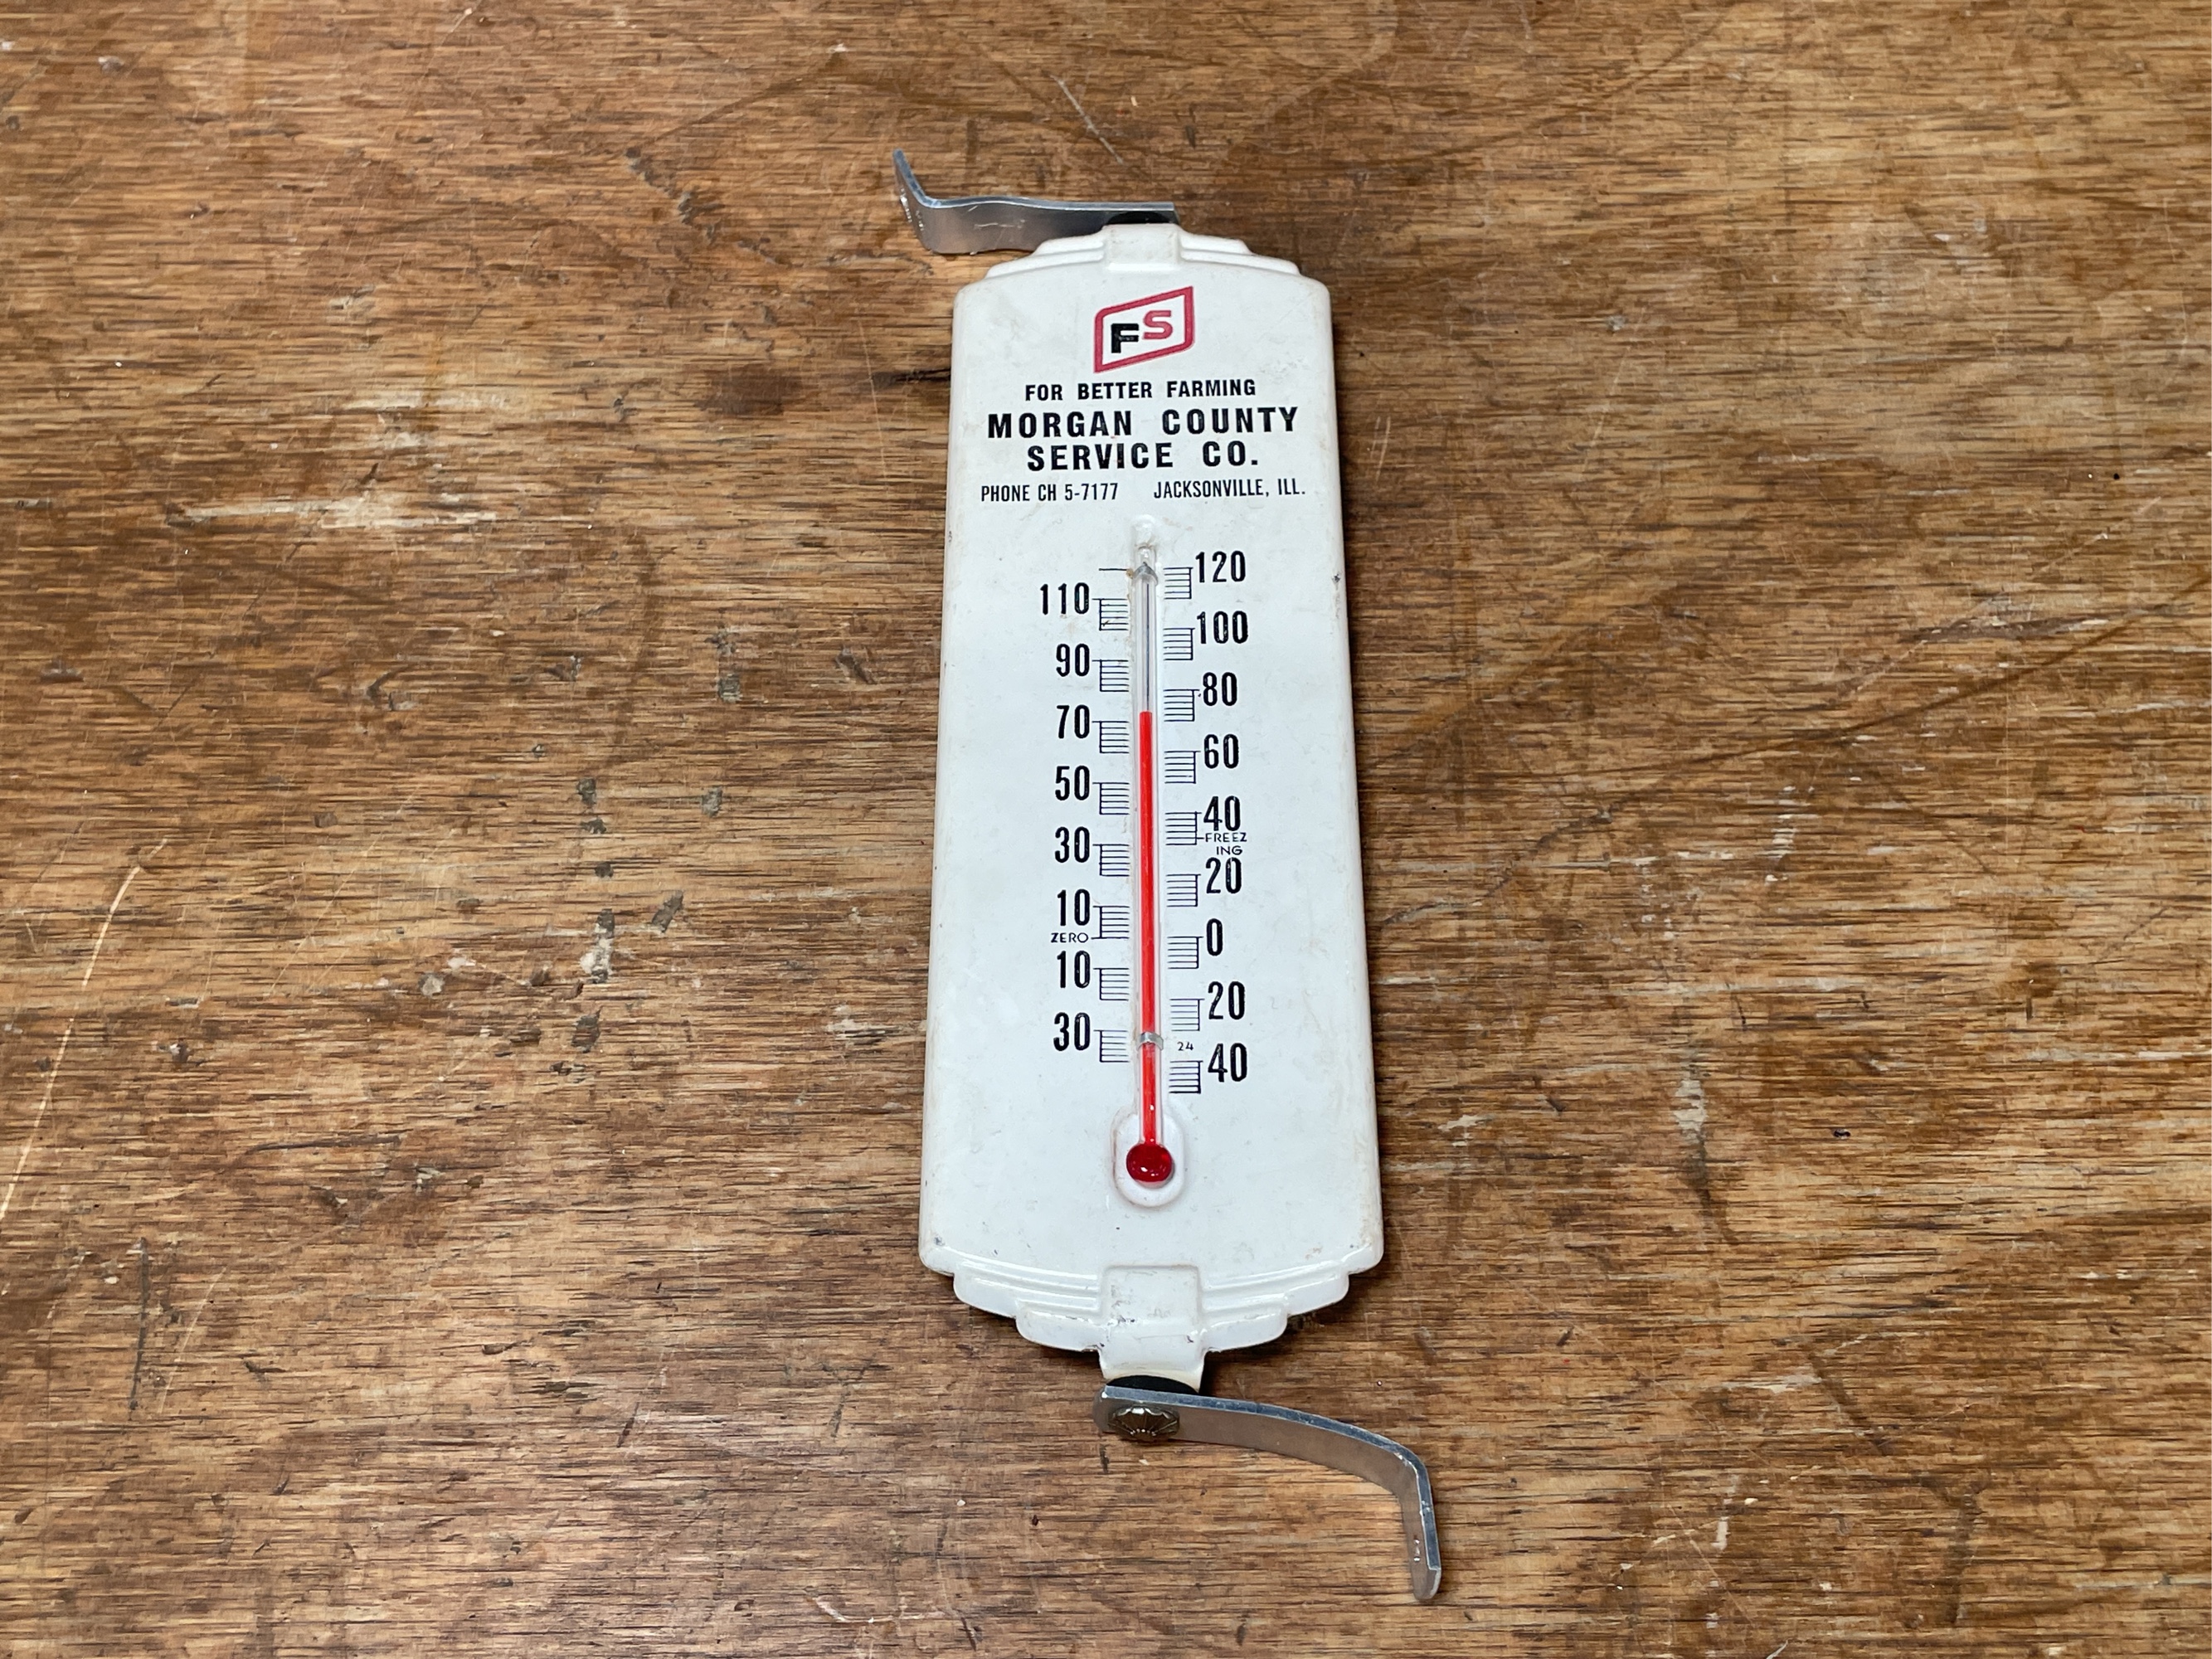 FS
FOR BETTER FARMING
MORGAN COUNTY
SERVICE CO.
PHONE CH 5-7177 JACKSONVILLE, ILL.
120
110
100
90
80
70
60
50
40
FREEZ
ING
30
20
10
0
ZERO
10
20
30
24
40